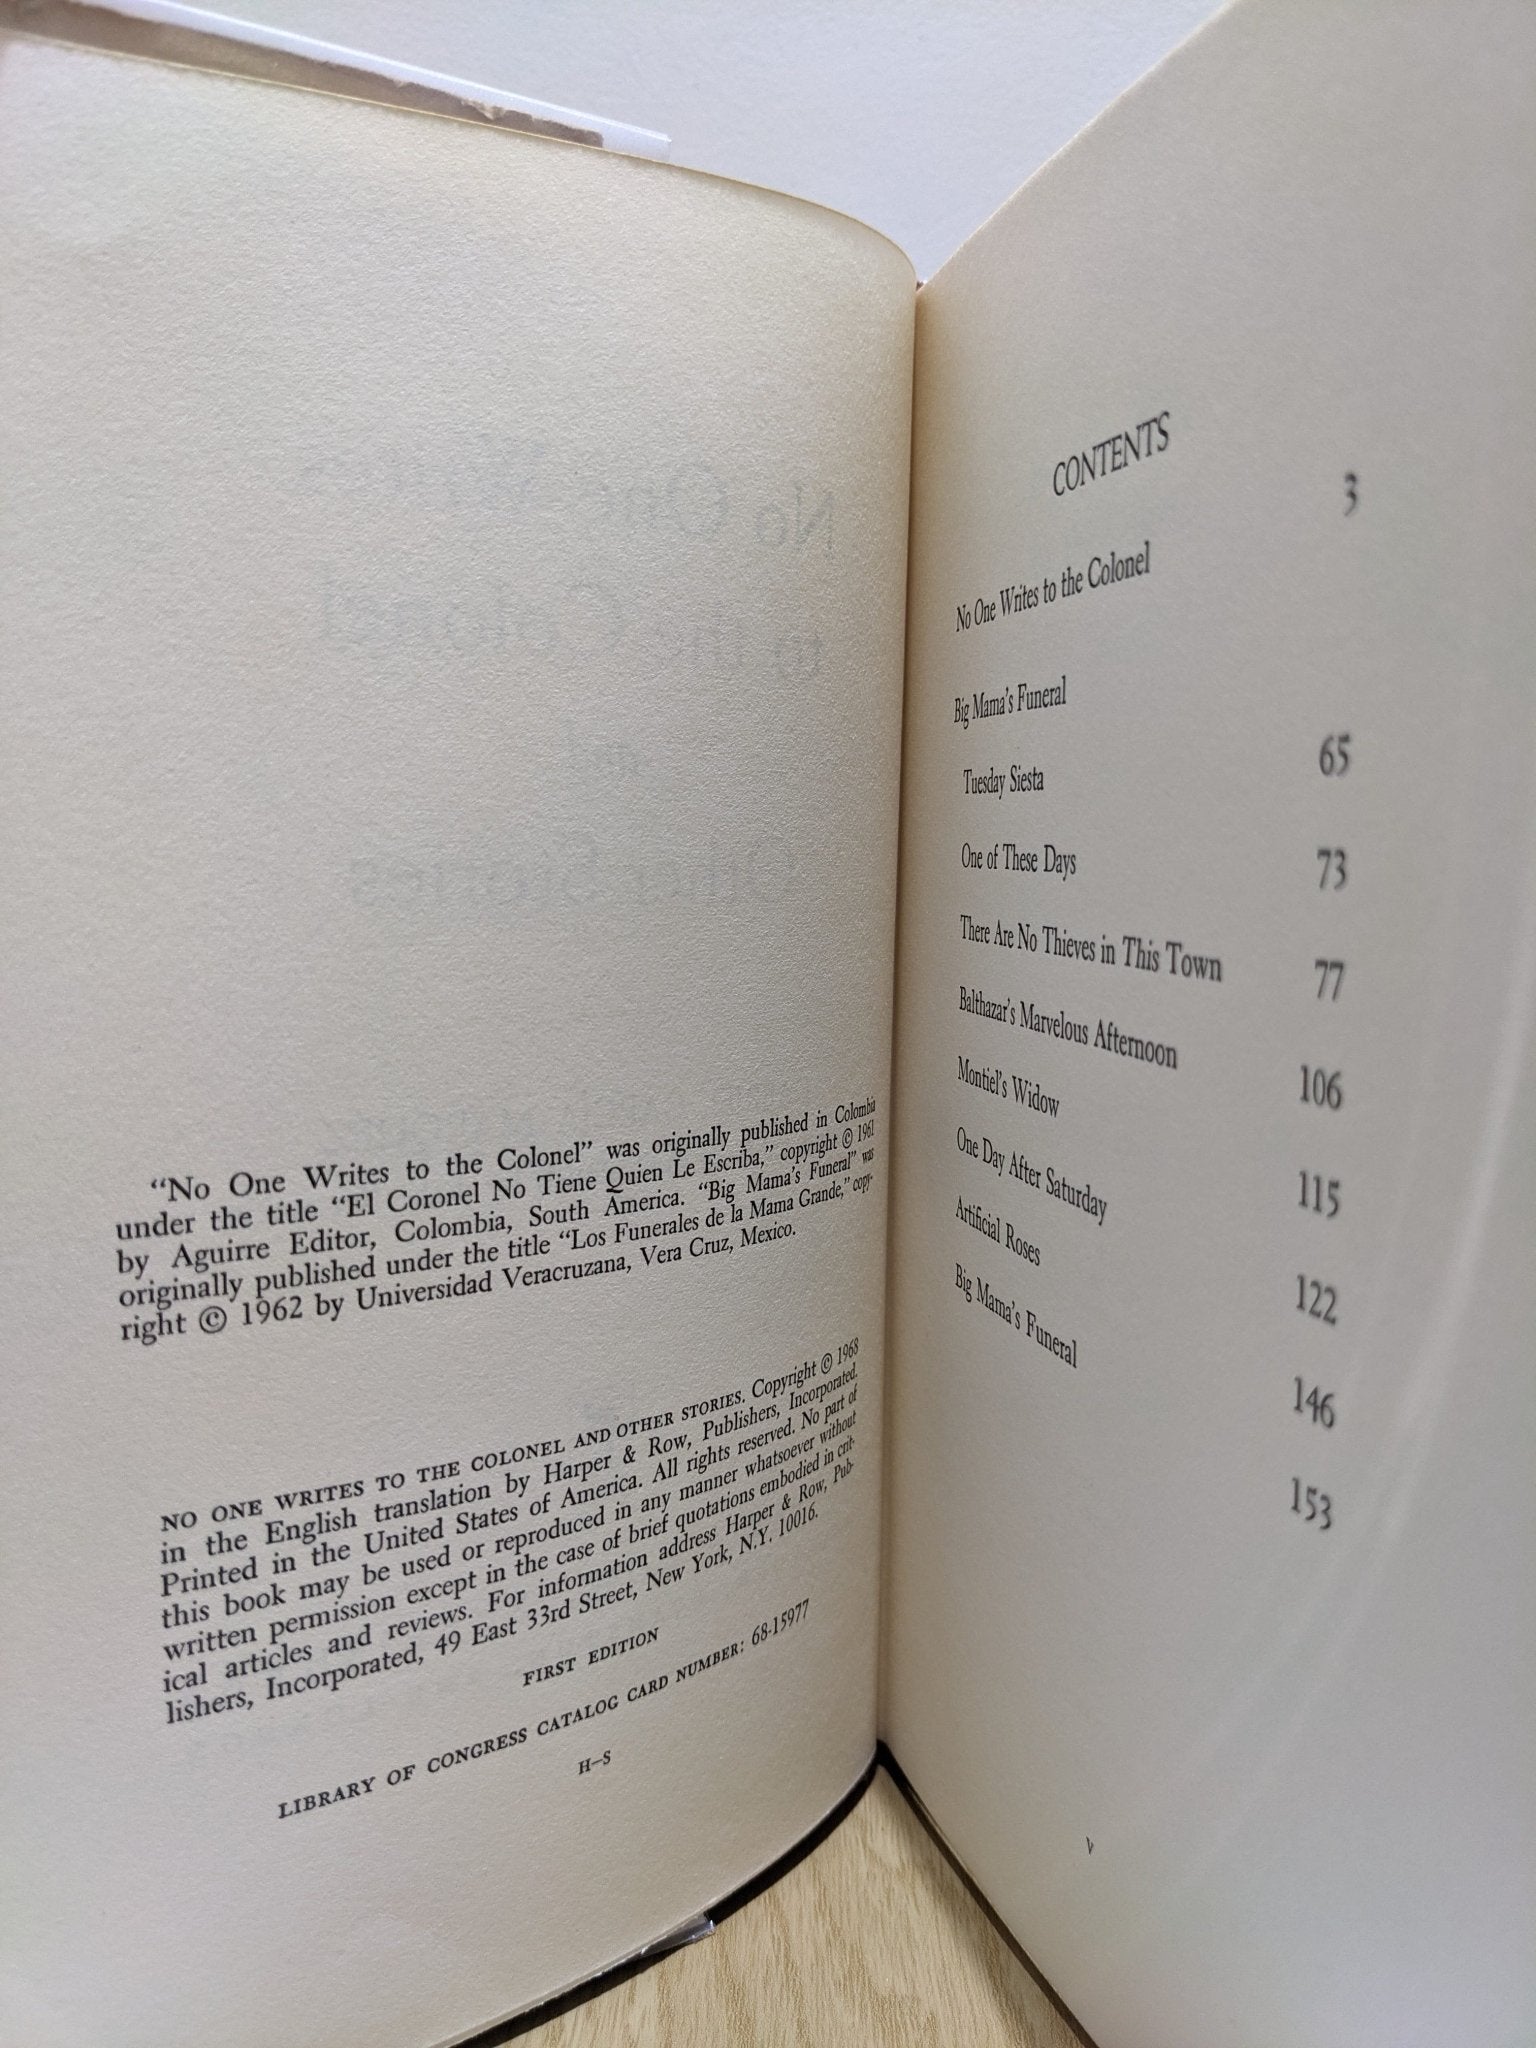 "No One Writes to the Colonel" was originally published in Colombia
under the title "El Coronel No Tiene Quien Le Escriba," copyright © 1961
by Aguirre Editor, Colombia, South America. "Big Mama's Funeral" was
originally published under the title "Los Funerales de la Mama Grande," copy-
right © 1962 by Universidad Veracruzana, Vera Cruz, Mexico.
NO ONE WRITES TO THE COLONEL AND OTHER STORIES. Copyright © 1968
in the English translation by Harper & Row, Publishers, Incorporated.
Printed in the United States of America. All rights reserved. No part of
this book may be used or reproduced in any manner whatsoever without
written permission except in the case of brief quotations embodied in crit-
ical articles and reviews. For information address Harper & Row, Pub-
lishers, Incorporated, 49 East 33rd Street, New York, N.Y. 10016.
FIRST EDITION
LIBRARY OF CONGRESS CATALOG CARD NUMBER: 68-15977
H–S
CONTENTS
No One Writes to the Colonel 3
Big Mama's Funeral
Tuesday Siesta 65
One of These Days 73
There Are No Thieves in This Town 77
Balthazar's Marvelous Afternoon 106
Montiel's Widow 115
One Day After Saturday 122
Artificial Roses 146
Big Mama's Funeral 153
v